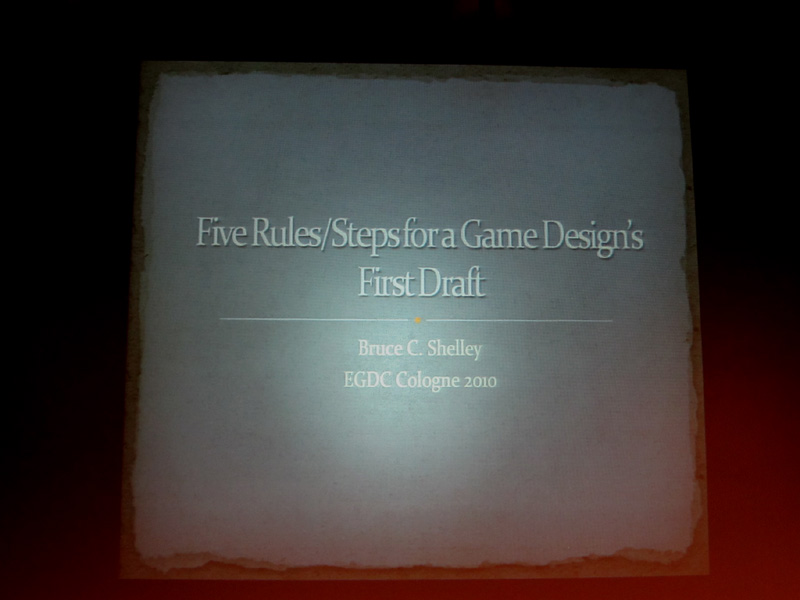 Five Rules/Steps for a Game Design's
First Draft
Bruce C. Shelley
EGDC Cologne 2010